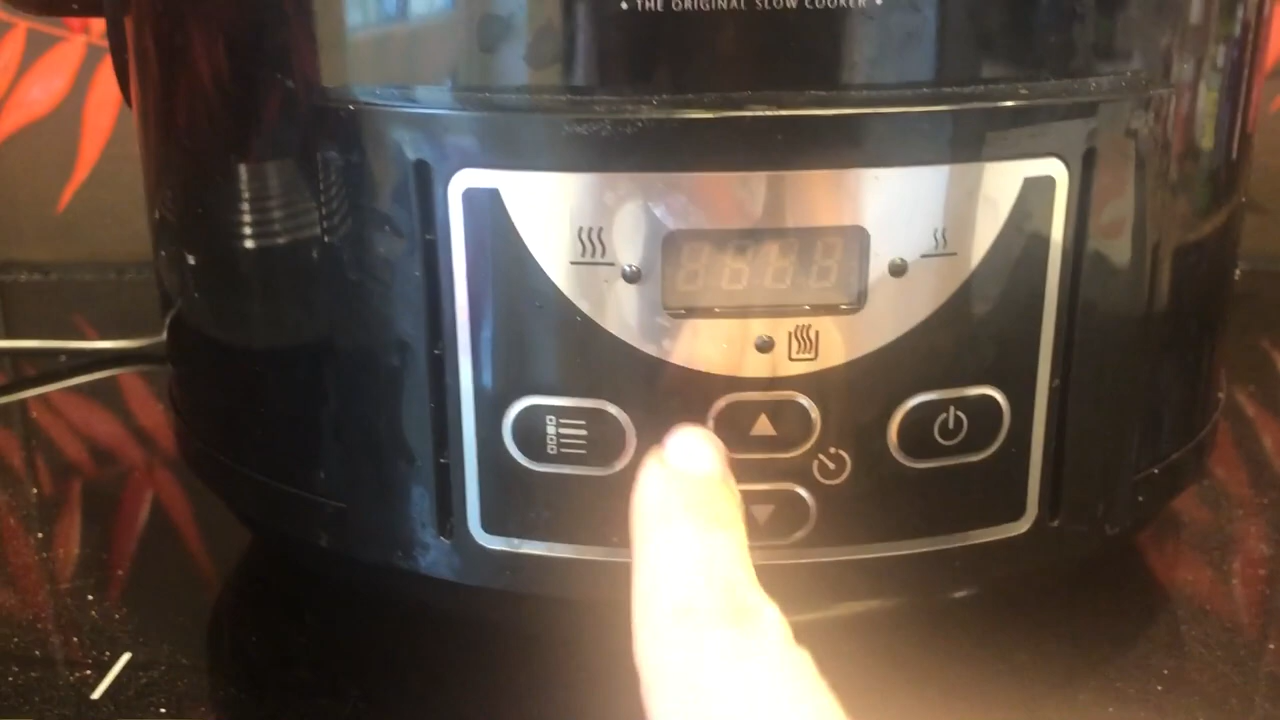 • THE ORIGINAL SLOW COOKER •